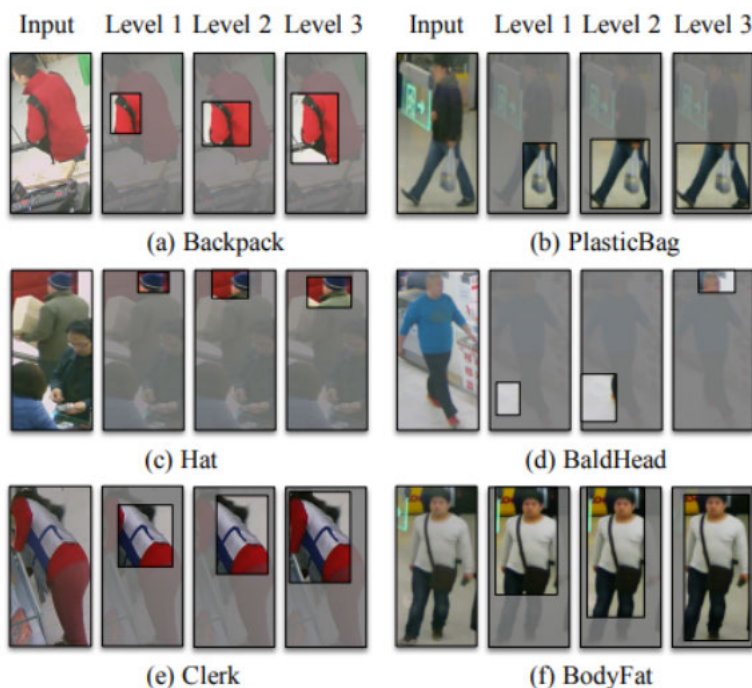 Input Level 1 Level 2 Level 3 Input Level 1 Level 2 Level 3
(a) Backpack (b) PlasticBag
(c) Hat (d) BaldHead
(e) Clerk (f) BodyFat